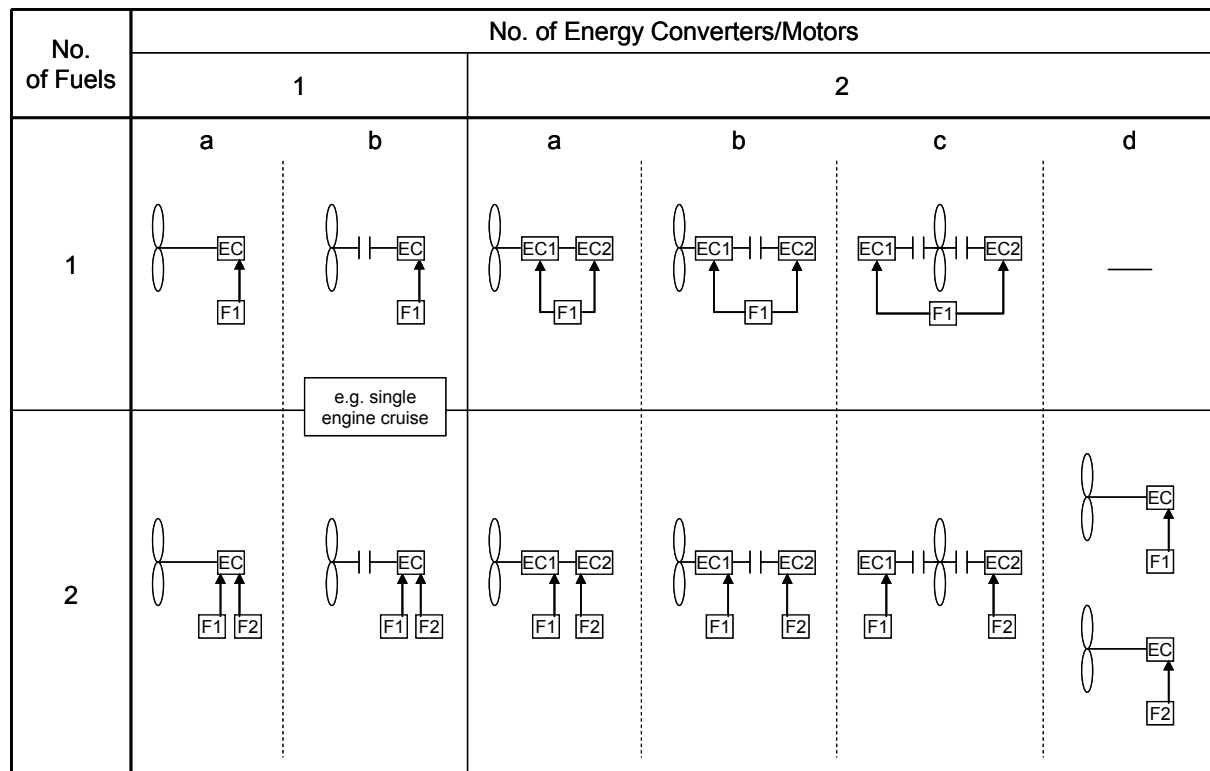 No.
of Fuels
No. of Energy Converters/Motors
1
2
a
b
a
b
c
d
1
EC
EC
EC1 EC2
EC1 EC2
EC1 EC2
F1
F1
F1
F1
F1
e.g. single
engine cruise
2
EC
EC
EC1 EC2
EC1 EC2
EC1 EC2
EC
F1
F1 F2
F1 F2
F1 F2
F1 F2
F1 F2
EC
F2